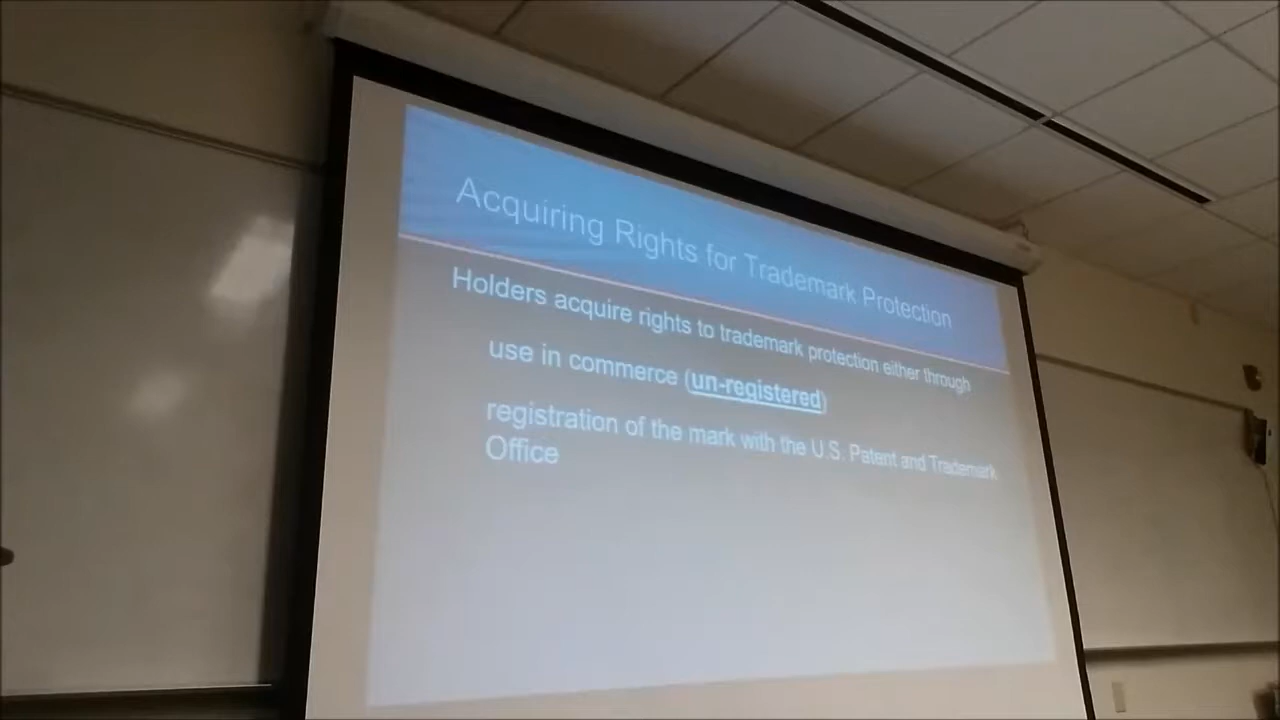 Acquiring Rights for Trademark Protection
Holders acquire rights to trademark protection either through
use in commerce (un-registered)
registration of the mark with the U.S. Patent and Trademark
Office